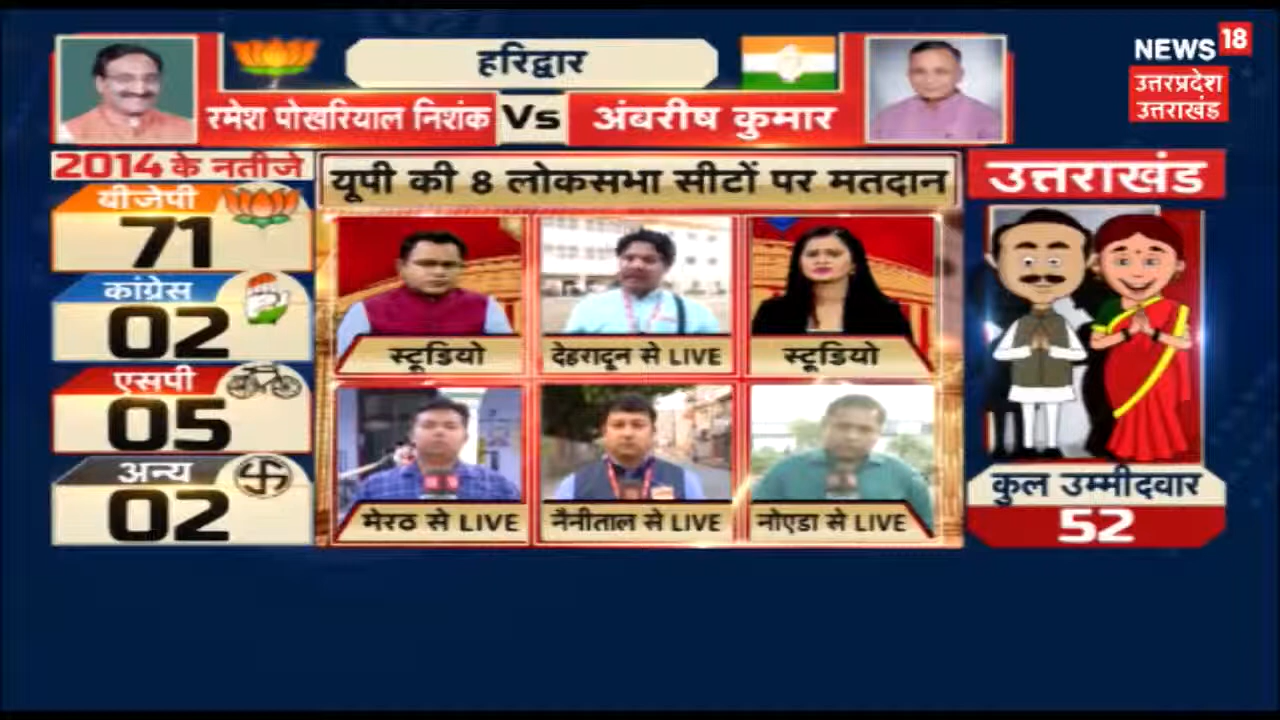 हरिद्वार
NEWS 18
उत्तरप्रदेश
उत्तराखंड
रमेश पोखरियाल निशंक Vs अंबरीष कुमार
2014 के नतीजे
बीजेपी
71
कांग्रेस
02
एसपी
05
अन्य
02
यूपी की 8 लोकसभा सीटों पर मतदान
स्टूडियो
देहरादून से LIVE
स्टूडियो
मेरठ से LIVE
नैनीताल से LIVE
नोएडा से LIVE
उत्तराखंड
कुल उम्मीदवार
52